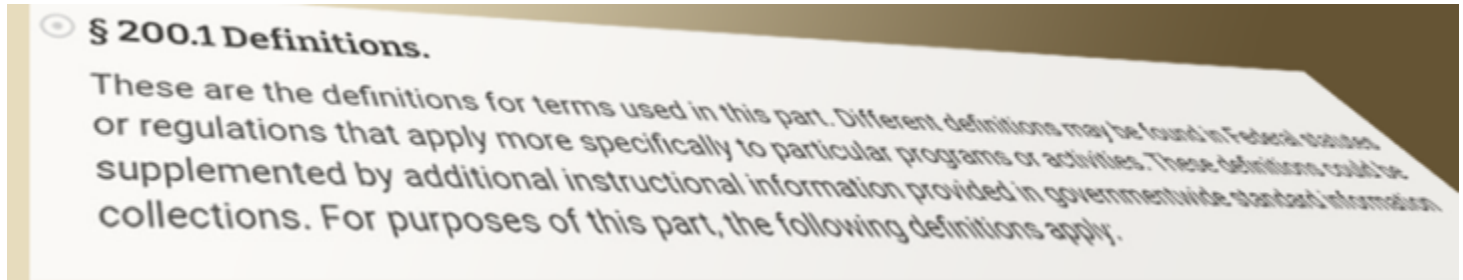 § 200.1 Definitions.
These are the definitions for terms used in this part. Different definitions may be found in Federal statutes
or regulations that apply more specifically to particular programs or activities. These definitions could be
supplemented by additional instructional information provided in governmentwide standard information
collections. For purposes of this part, the following definitions apply: